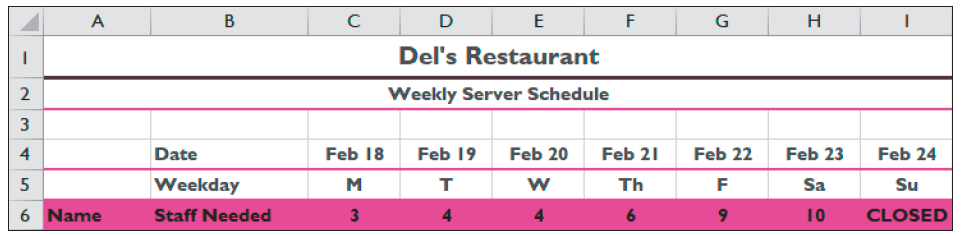 A B C D E F G H I
1 Del's Restaurant
2 Weekly Server Schedule
3
4 Date Feb 18 Feb 19 Feb 20 Feb 21 Feb 22 Feb 23 Feb 24
5 Weekday M T W Th F Sa Su
6 Name Staff Needed 3 4 4 6 9 10 CLOSED